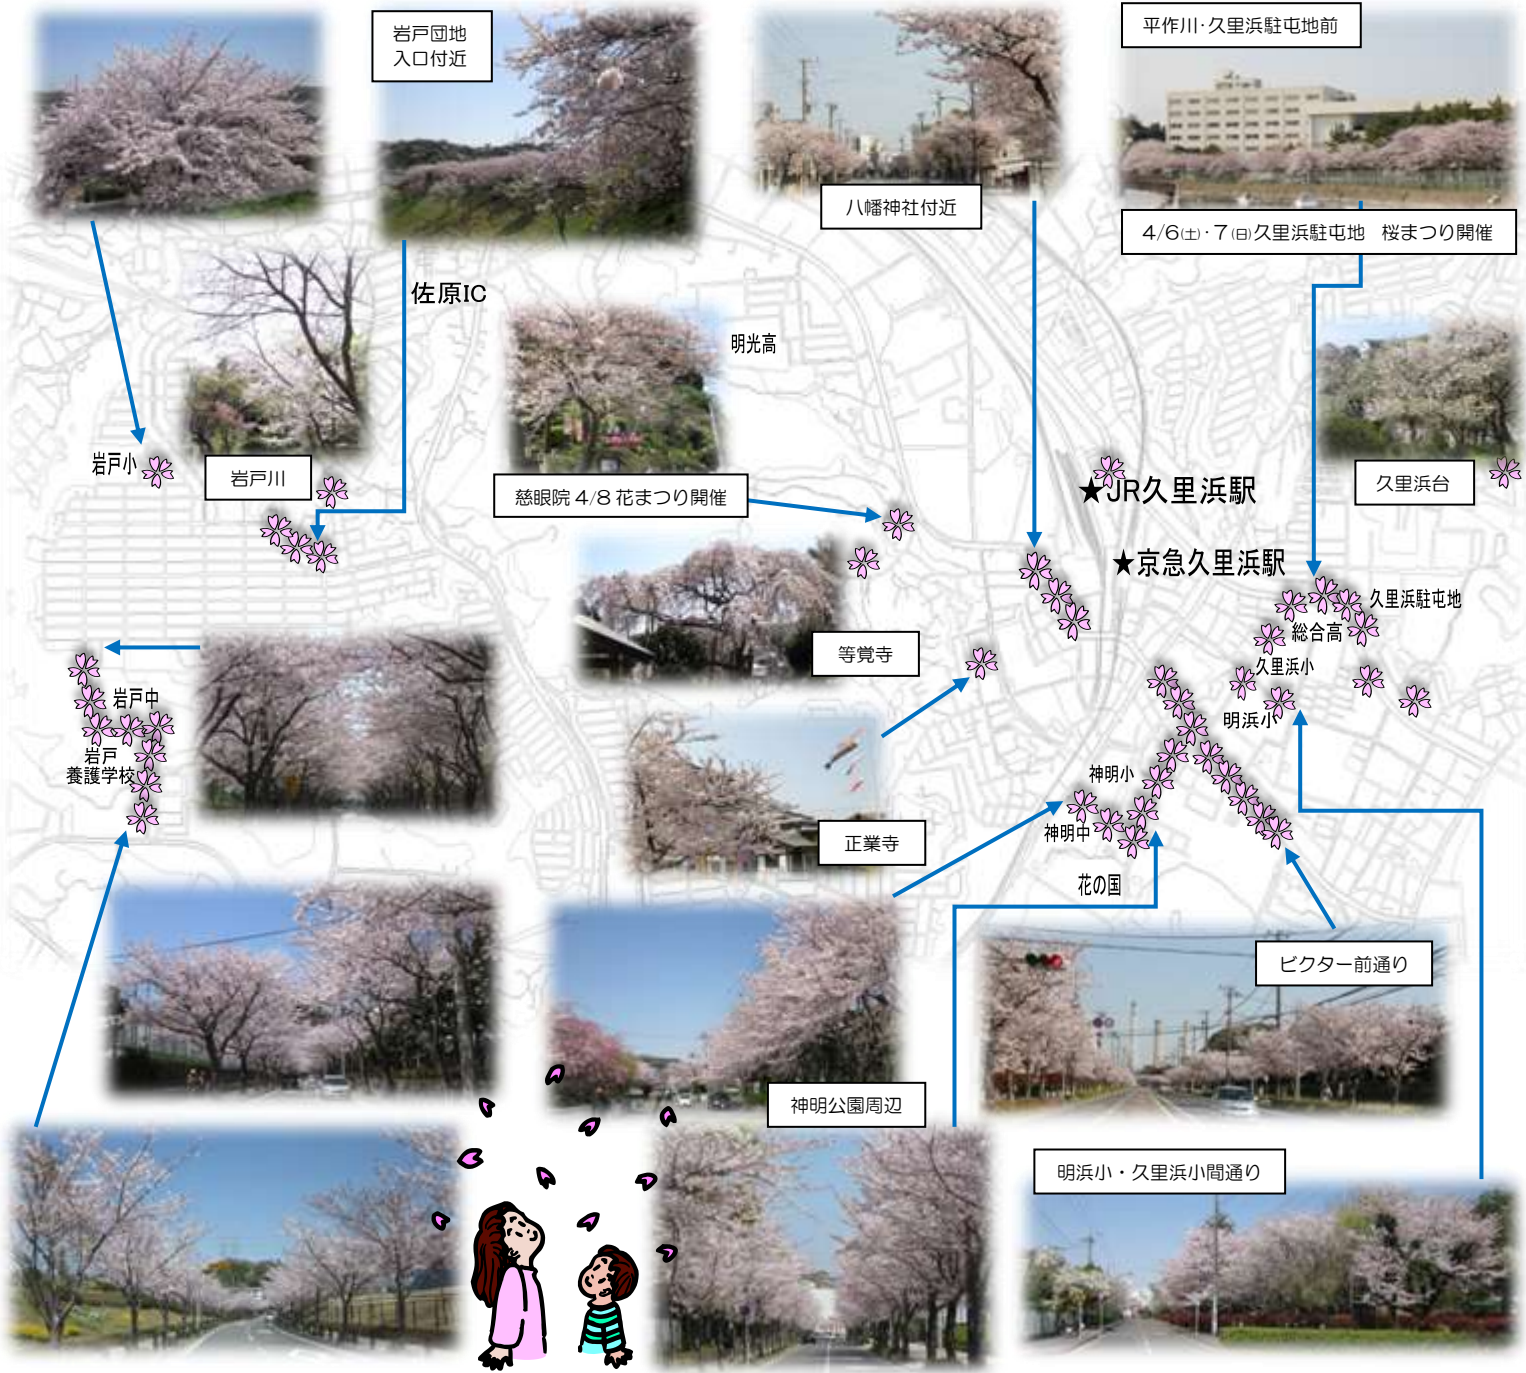 岩戸団地
入口付近
平作川・久里浜駐屯地前
八幡神社付近
4/6(土)・7(日)久里浜駐屯地 桜まつり開催
佐原IC
明光高
岩戸小
岩戸川
慈眼院 4/8 花まつり開催
★JR久里浜駅
久里浜台
★京急久里浜駅
久里浜駐屯地
総合高
等覚寺
久里浜小
岩戸中
明浜小
岩戸
養護学校
神明小
正業寺
神明中
花の国
ビクター前通り
神明公園周辺
明浜小・久里浜小間通り